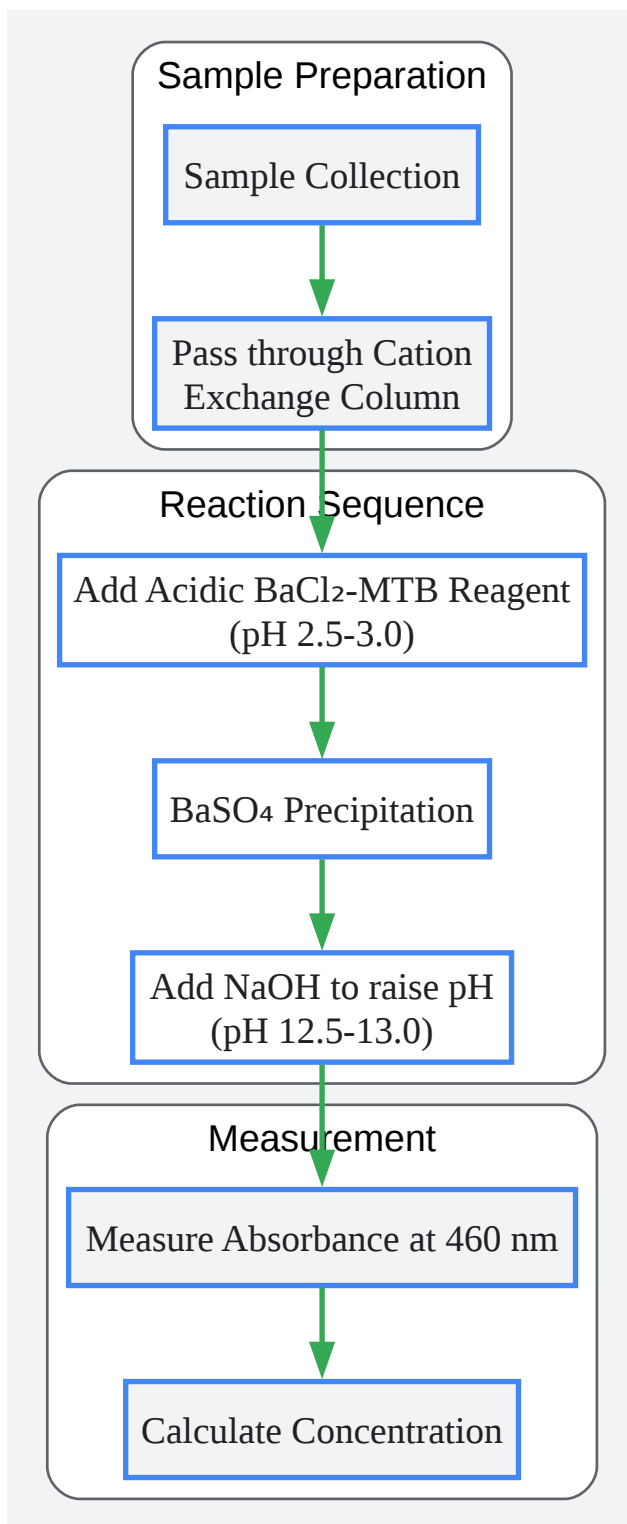 Sample Preparation
Sample Collection
Pass through Cation
Exchange Column
Reaction Sequence
Add Acidic BaCl₂-MTB Reagent
(pH 2.5-3.0)
BaSO₄ Precipitation
Add NaOH to raise pH
(pH 12.5-13.0)
Measurement
Measure Absorbance at 460 nm
Calculate Concentration